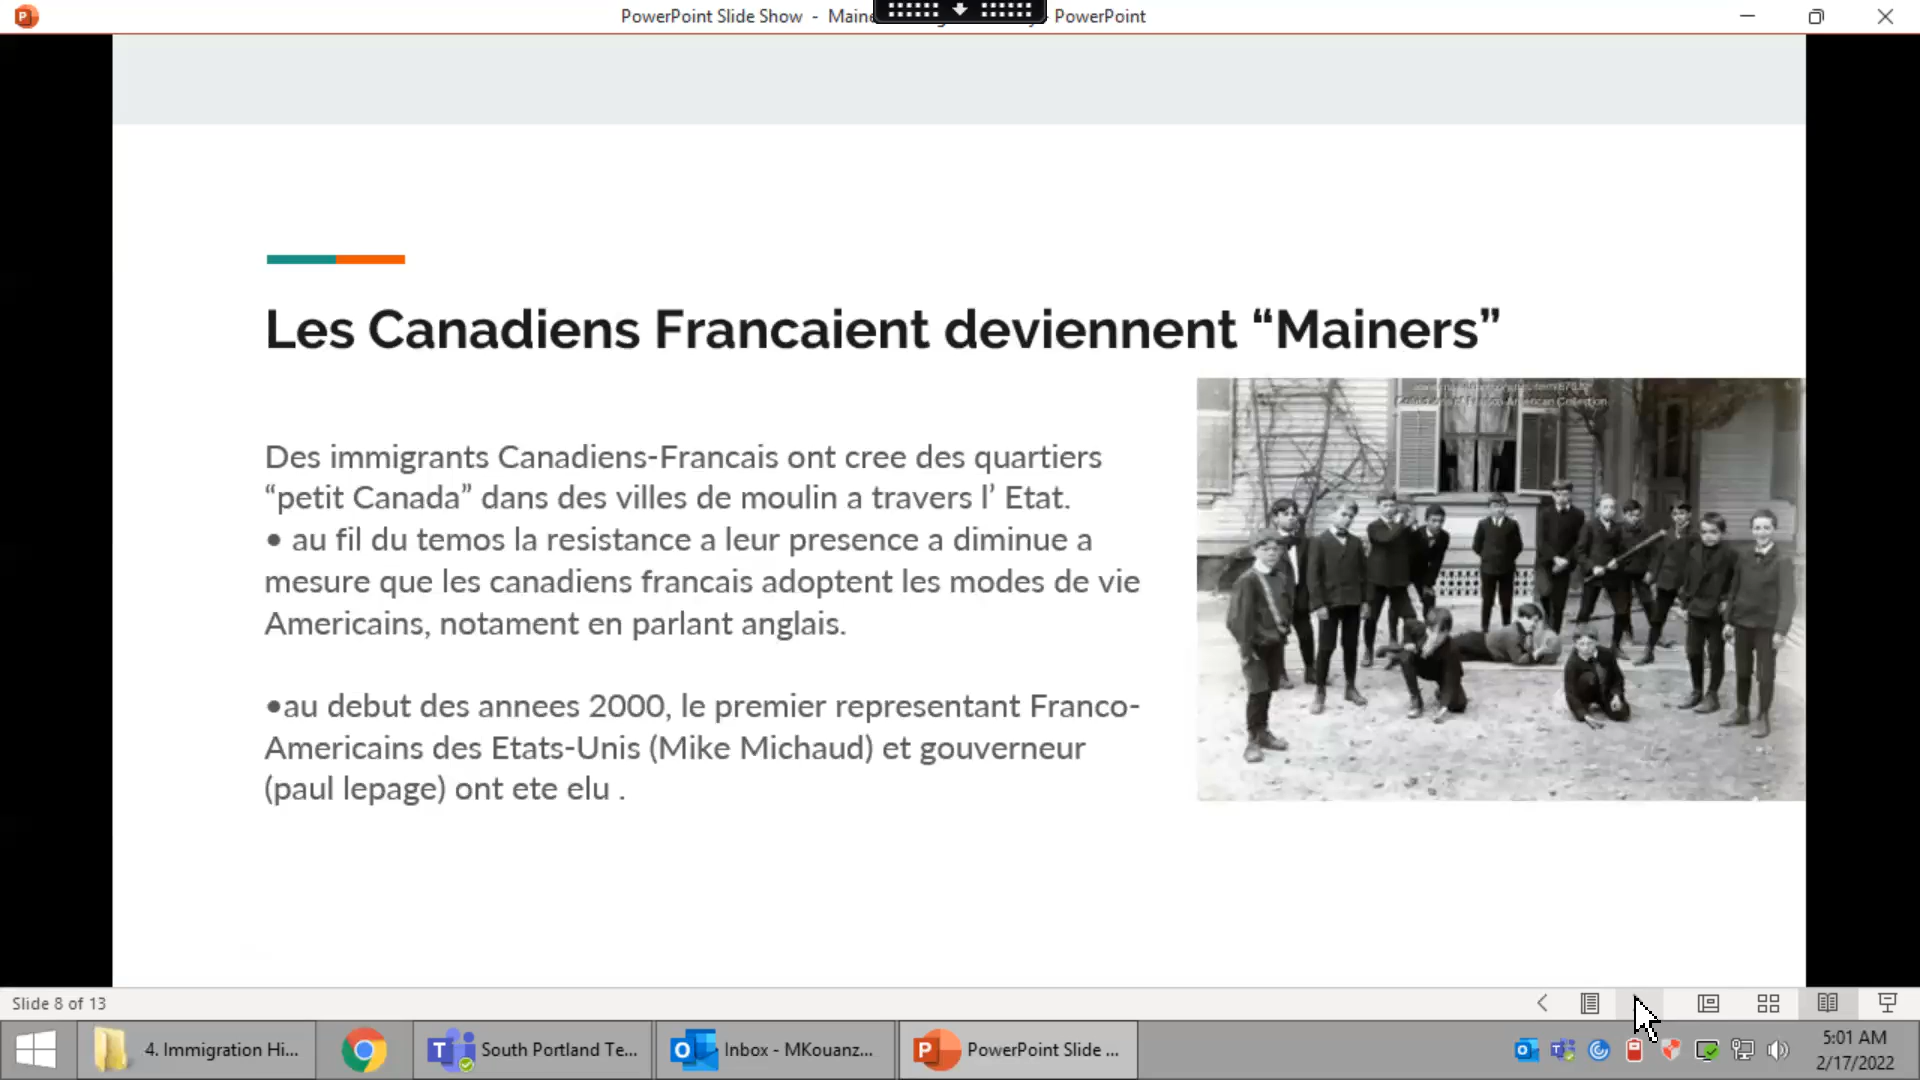 PowerPoint Slide Show - Maine
PowerPoint
Les Canadiens Francaient deviennent “Mainers”
Des immigrants Canadiens-Francais ont cree des quartiers
“petit Canada” dans des villes de moulin a travers l’ Etat.
• au fil du temos la resistance a leur presence a diminue a
mesure que les canadiens francais adoptent les modes de vie
Americains, notament en parlant anglais.
•au debut des annees 2000, le premier representant Franco-
Americains des Etats-Unis (Mike Michaud) et gouverneur
(paul lepage) ont ete elu .
Collection
Slide 8 of 13
4. Immigration Hi...
South Portland Te...
Inbox - MKouanz...
PowerPoint Slide ...
5:01 AM
2/17/2022